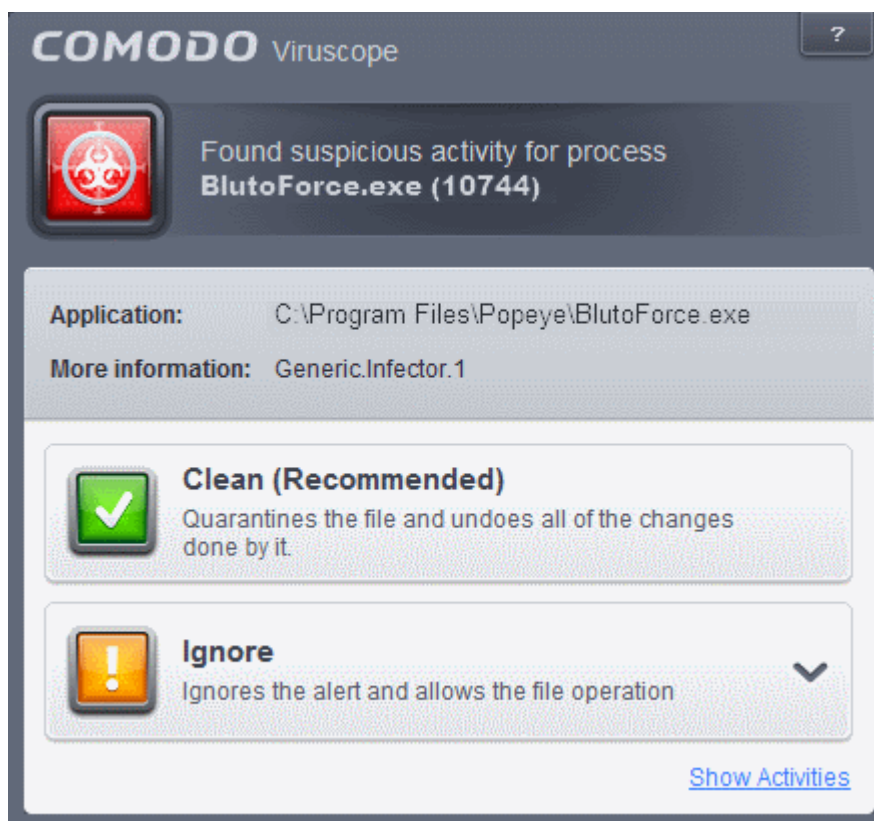 COMODO Viruscope
?
Found suspicious activity for process
BlutoForce.exe (10744)
Application: C:\Program Files\Popeye\BlutoForce.exe
More information: Generic.Infector.1
Clean (Recommended)
Quarantines the file and undoes all of the changes
done by it.
Ignore
Ignores the alert and allows the file operation
Show Activities